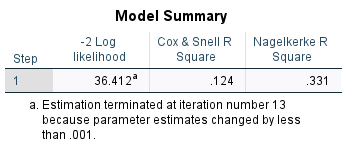 Model Summary
Step -2 Log likelihood Cox & Snell R Square Nagelkerke R Square
1 36.412a .124 .331
a. Estimation terminated at iteration number 13
because parameter estimates changed by less
than .001.